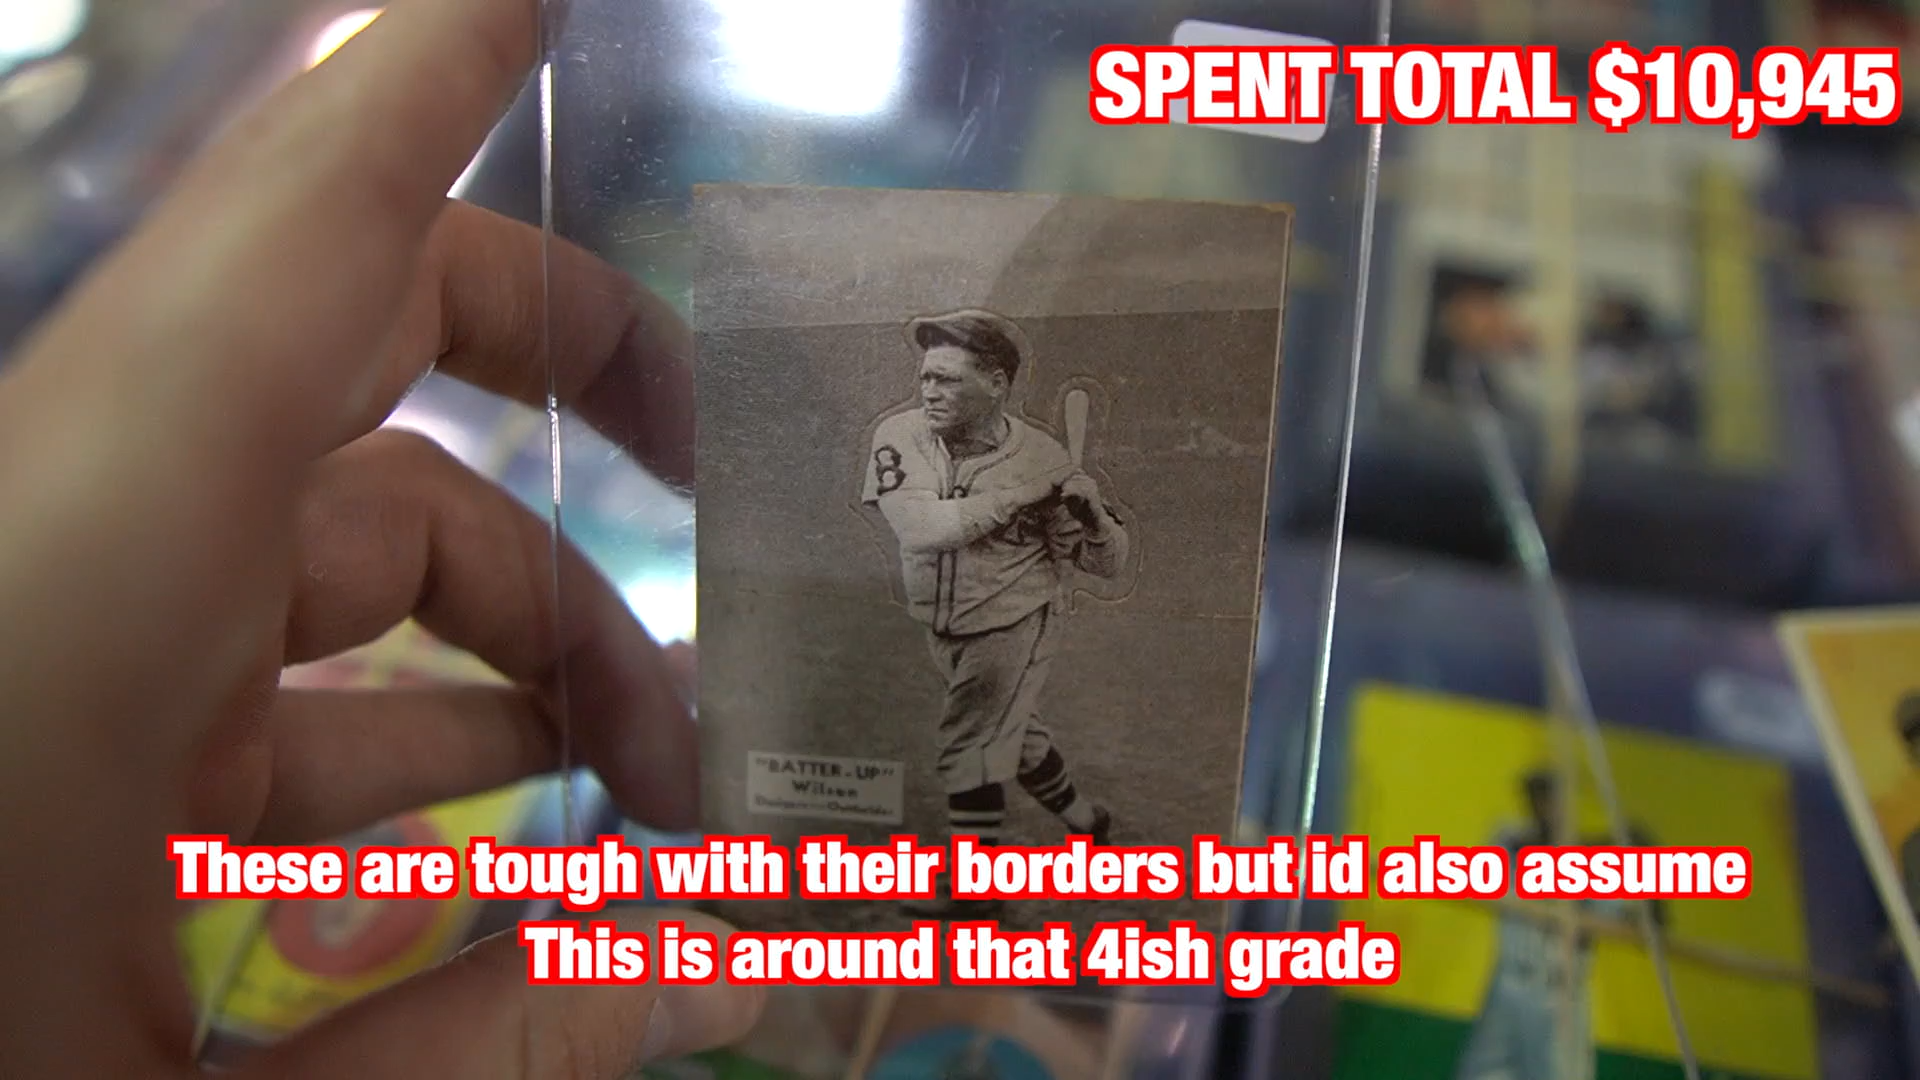 SPENT TOTAL $10,945
B
"BATTER-UP"
Wilson
These are tough with their borders but id also assume
This is around that 4ish grade